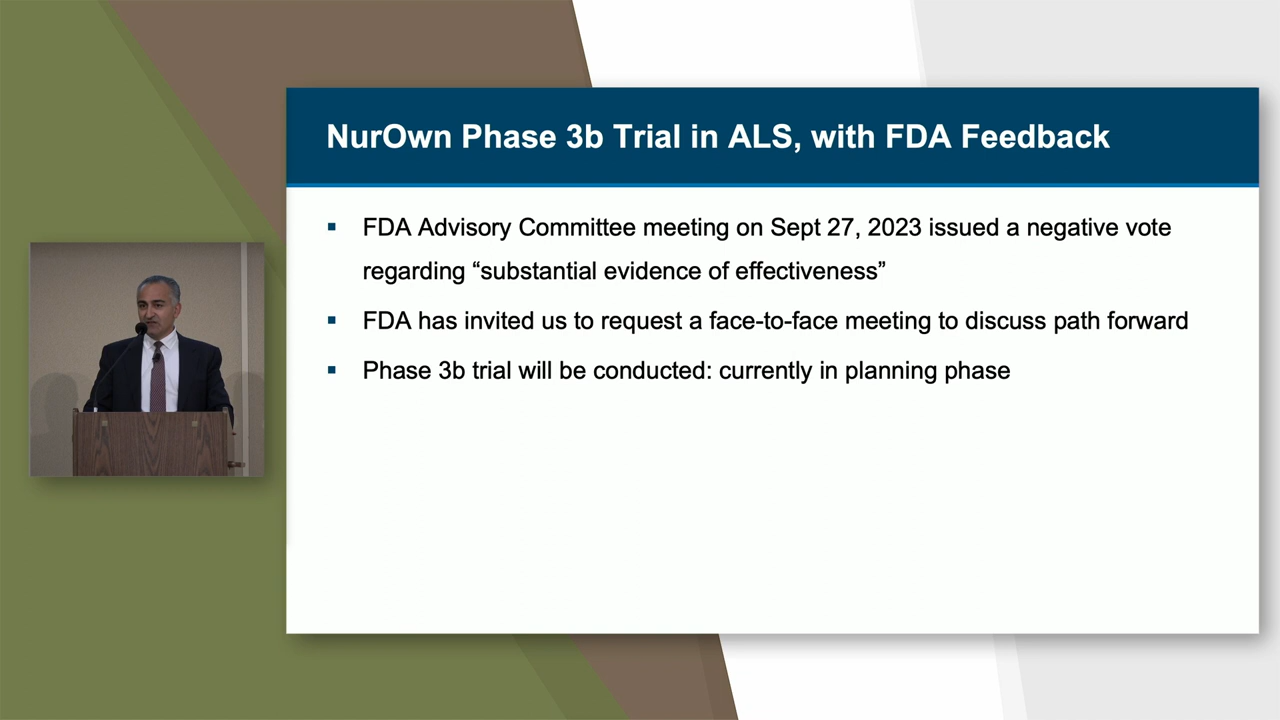 NurOwn Phase 3b Trial in ALS, with FDA Feedback
▪ FDA Advisory Committee meeting on Sept 27, 2023 issued a negative vote
regarding “substantial evidence of effectiveness”
▪ FDA has invited us to request a face-to-face meeting to discuss path forward
▪ Phase 3b trial will be conducted: currently in planning phase